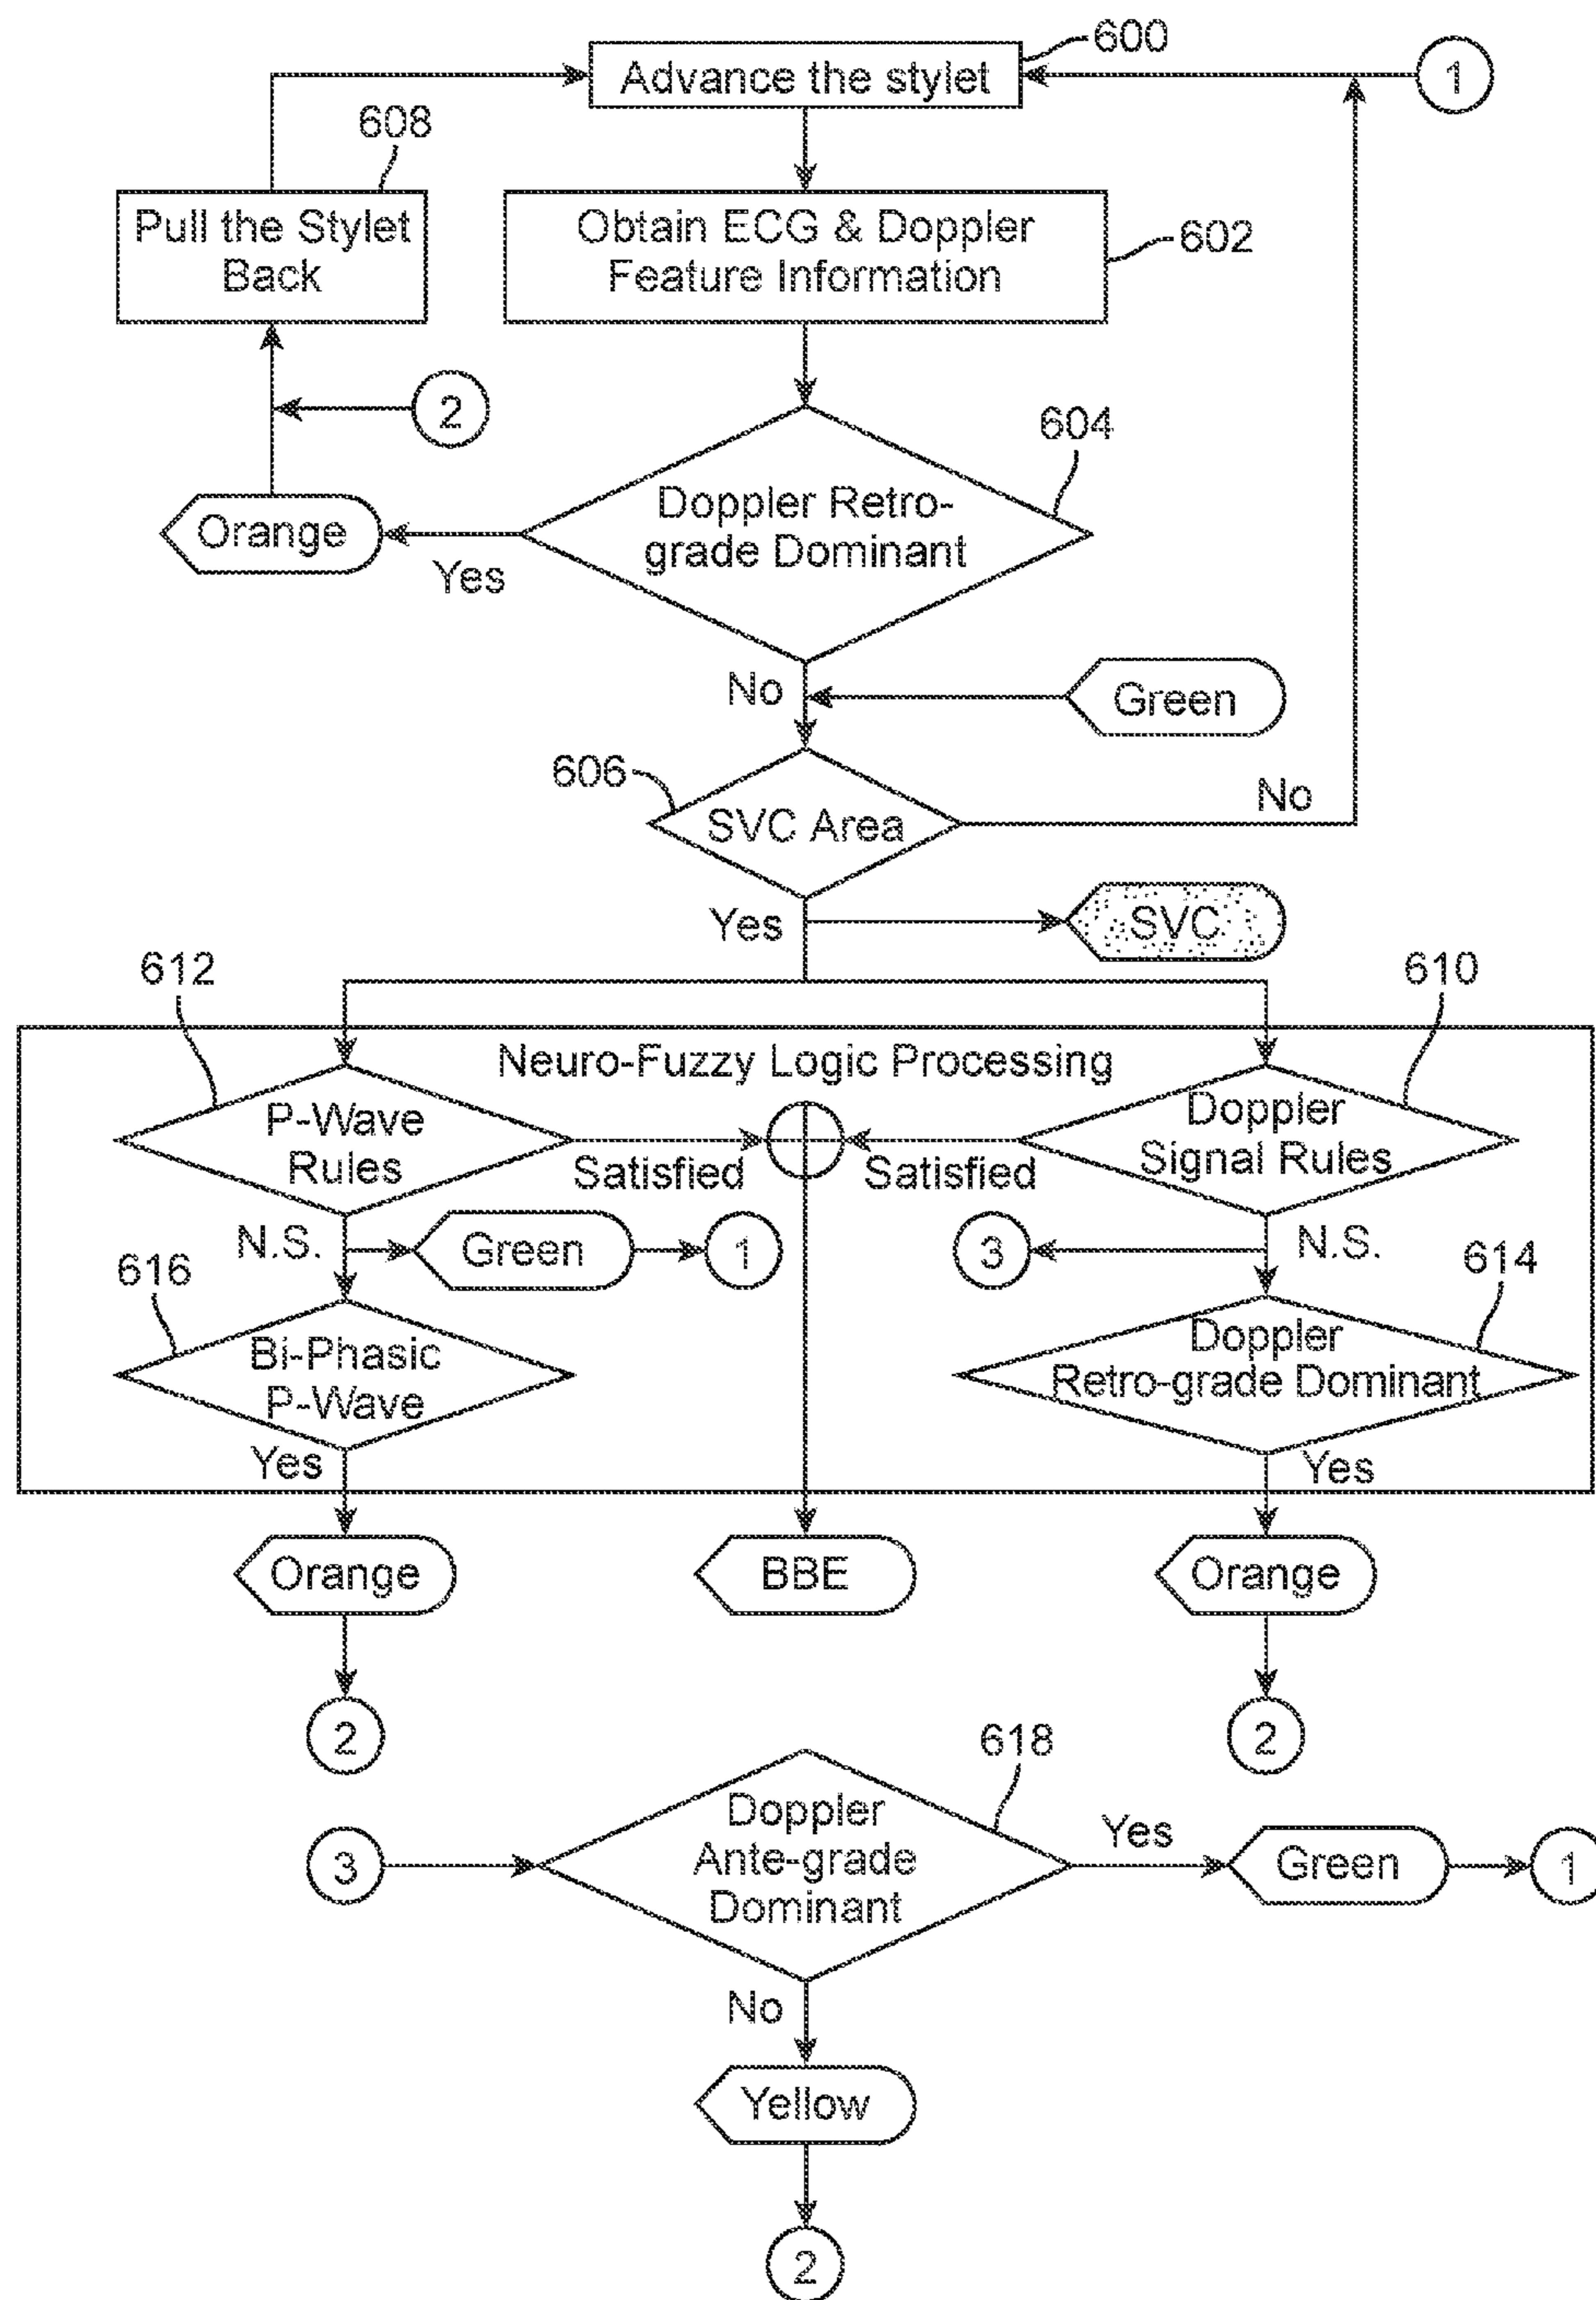 600
Advance the stylet
1
608
Pull the Stylet
Back
Obtain ECG & Doppler
Feature Information
602
2
604
Doppler Retro-
grade Dominant
Orange
Yes
No
Green
606
SVC Area
No
Yes
SVC
612
610
Neuro-Fuzzy Logic Processing
P-Wave
Rules
Satisfied
Satisfied
Doppler
Signal Rules
N.S.
Green
1
3
N.S.
616
614
Bi-Phasic
P-Wave
Doppler
Retro-grade Dominant
Yes
Yes
Orange
BBE
Orange
2
2
618
3
Doppler
Ante-grade
Dominant
Yes
Green
1
No
Yellow
2